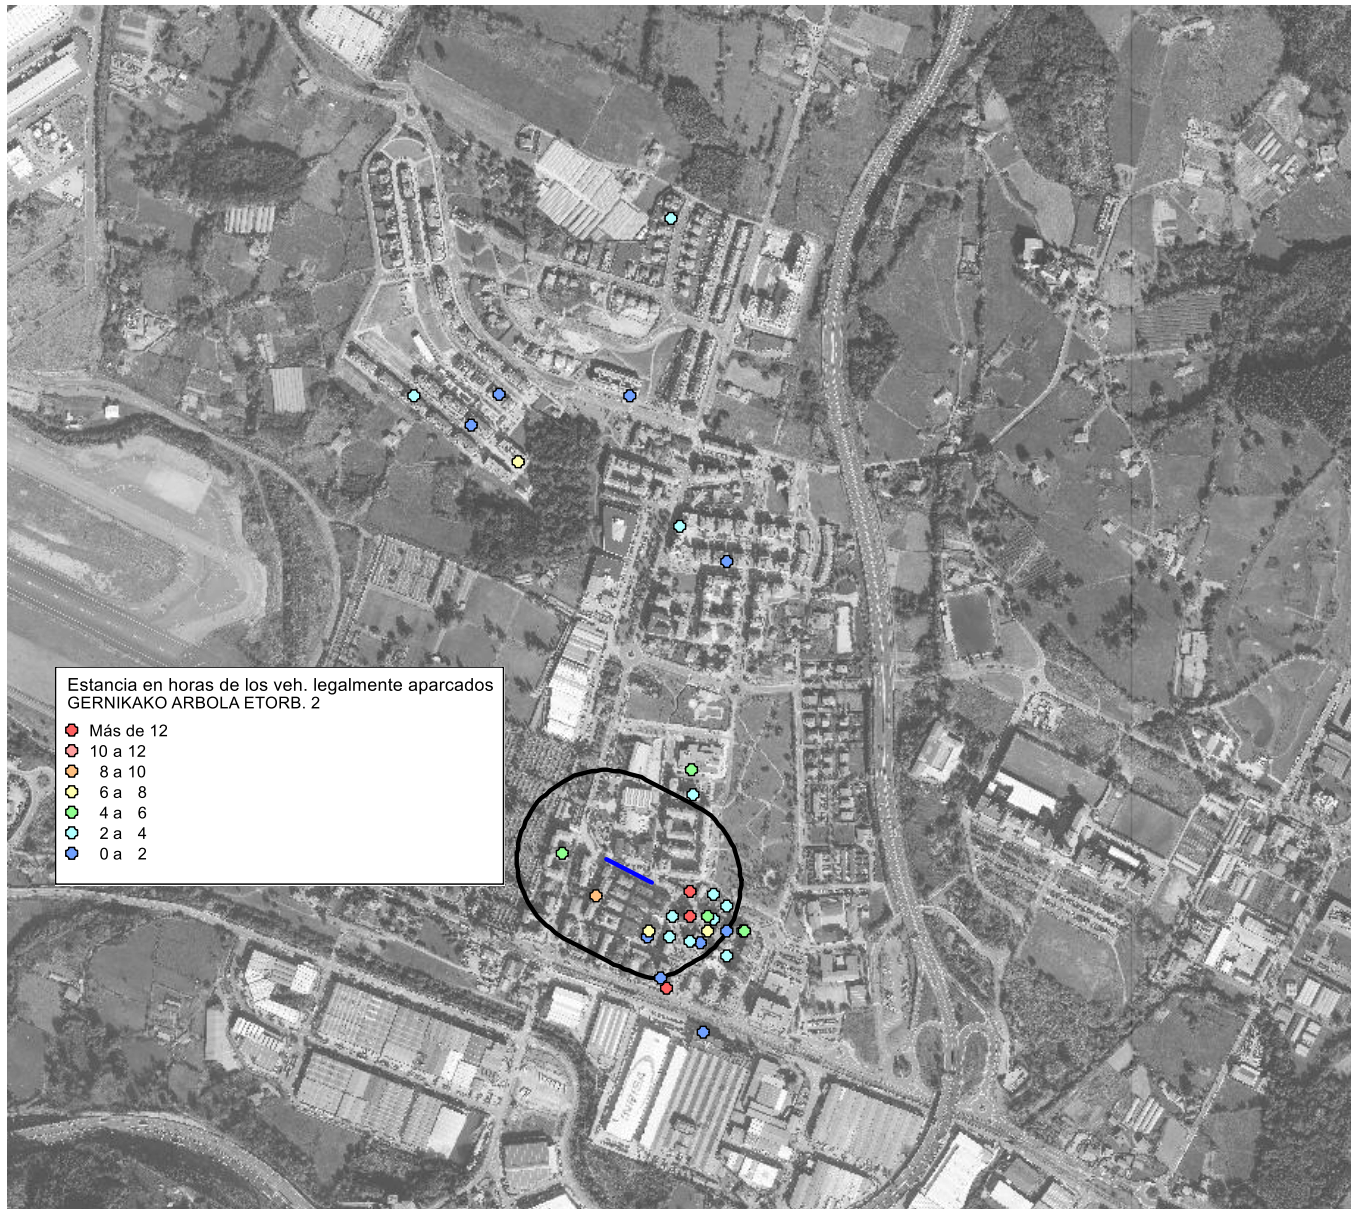 Estancia en horas de los veh. legalmente aparcados
GERNIKAKO ARBOLA ETORB. 2
Más de 12
10 a 12
8 a 10
6 a 8
4 a 6
2 a 4
0 a 2